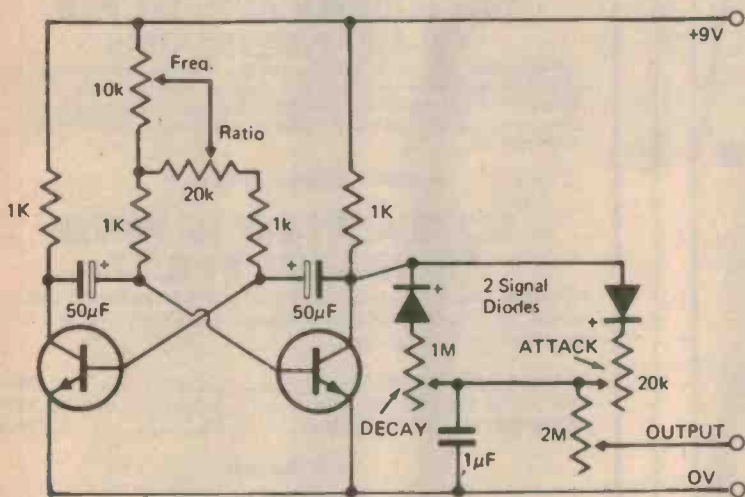 +9V
Freq.
10k
Ratio
20k
1K
1K
1k
1K
+
+
50µF
50µF
+
2 Signal
Diodes
+
1M
ATTACK
20k
DECAY
2M
OUTPUT
1µF
OV